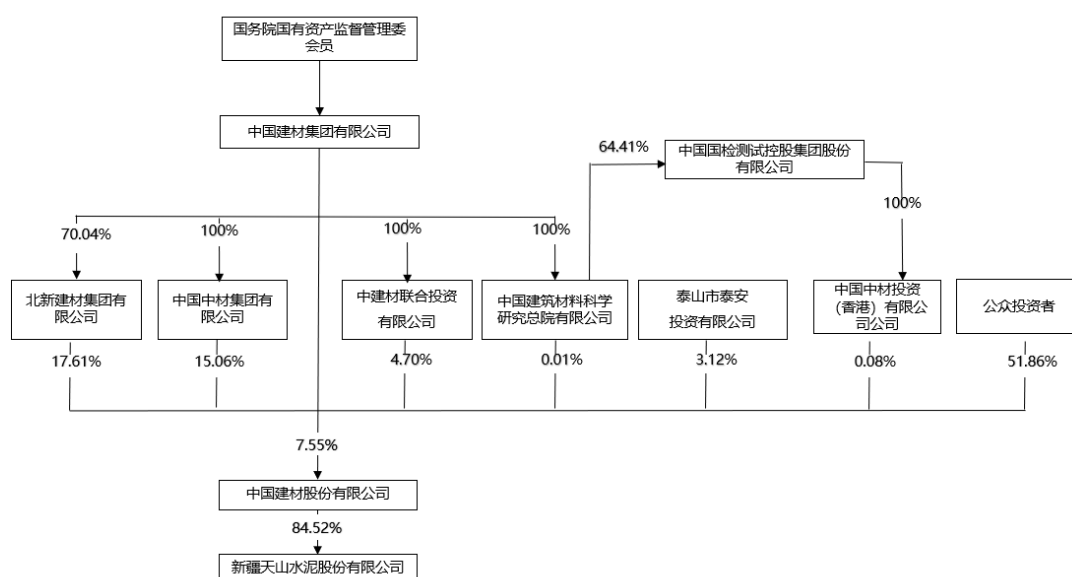 国务院国有资产监督管理委
会员
中国建材集团有限公司
64.41%
中国国检测试控股集团股份
有限公司
70.04%
100%
100%
100%
100%
北新建材集团有
限公司
中国中材集团有
限公司
中建材联合投资
有限公司
中国建筑材料科学
研究总院有限公司
泰山市泰安
投资有限公司
中国中材投资
（香港）有限公
司公司
公众投资者
17.61%
15.06%
4.70%
0.01%
3.12%
0.08%
51.86%
7.55%
中国建材股份有限公司
84.52%
新疆天山水泥股份有限公司